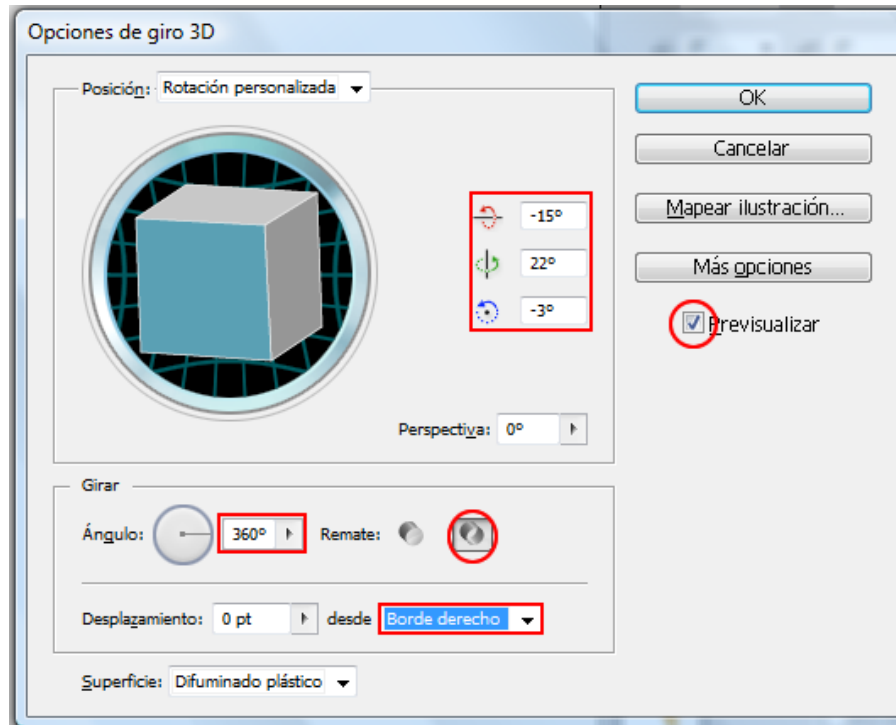 Opciones de giro 3D
Posición: Rotación personalizada
OK
Cancelar
-15º
Mapear ilustración...
22º
Más opciones
-3º
Previsualizar
Perspectiva: 0º
Girar
Ángulo: 360º Remate:
Desplazamiento: 0 pt desde Borde derecho
Superficie: Difuminado plástico